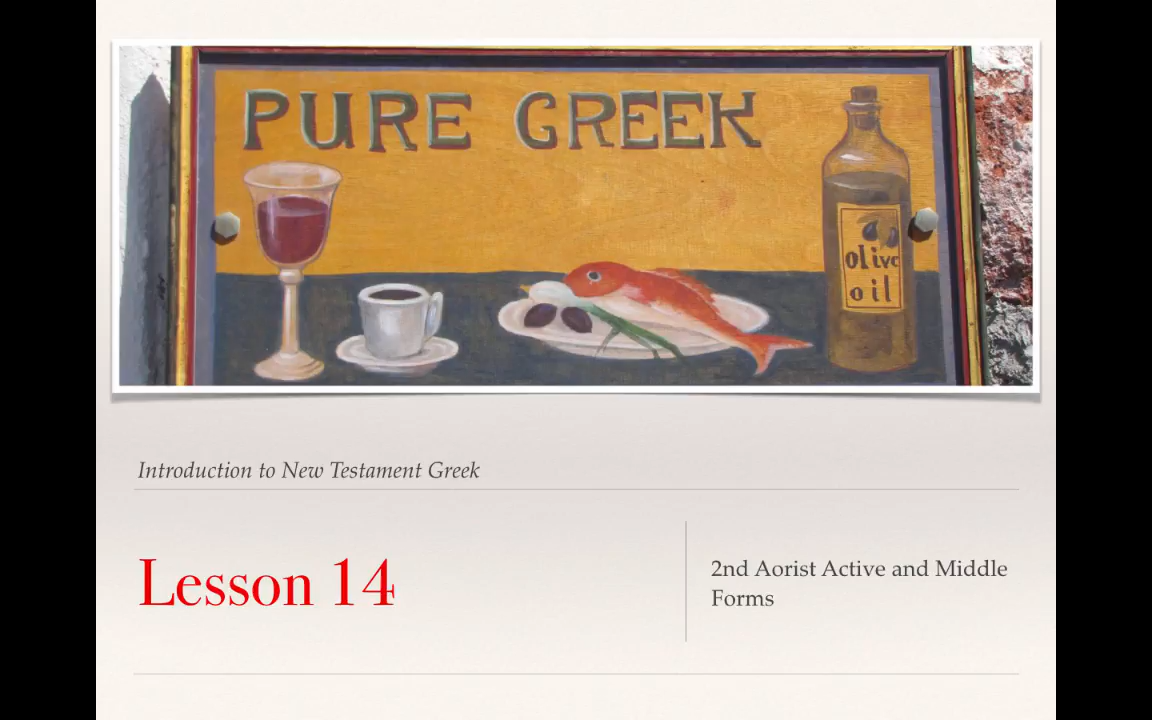 PURE GREEK
olive
oil
Introduction to New Testament Greek
Lesson 14
2nd Aorist Active and Middle
Forms